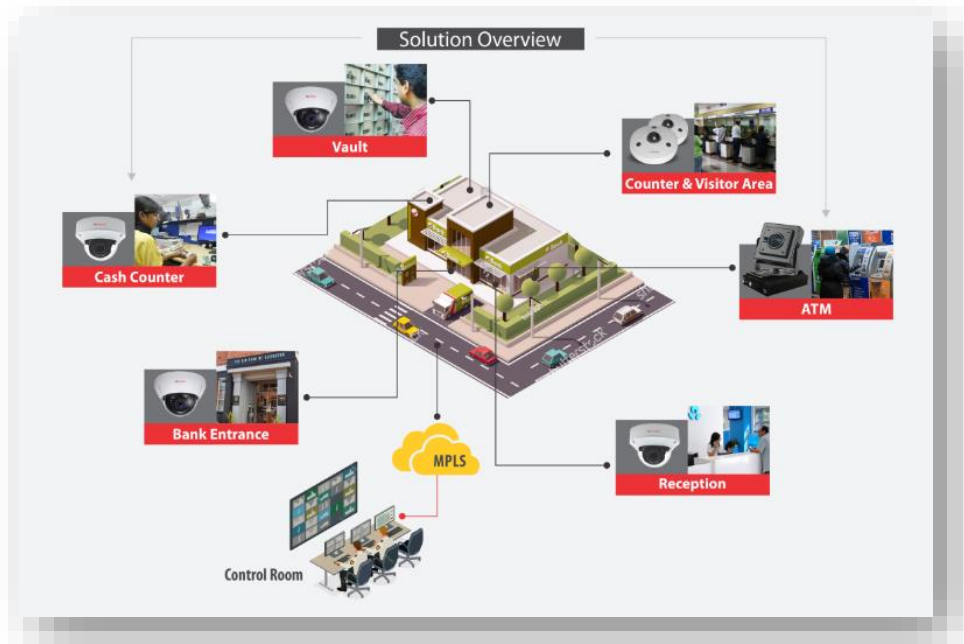 Solution Overview
Vault
Counter & Visitor Area
Cash Counter
ATM
Bank Entrance
Reception
MPLS
Control Room